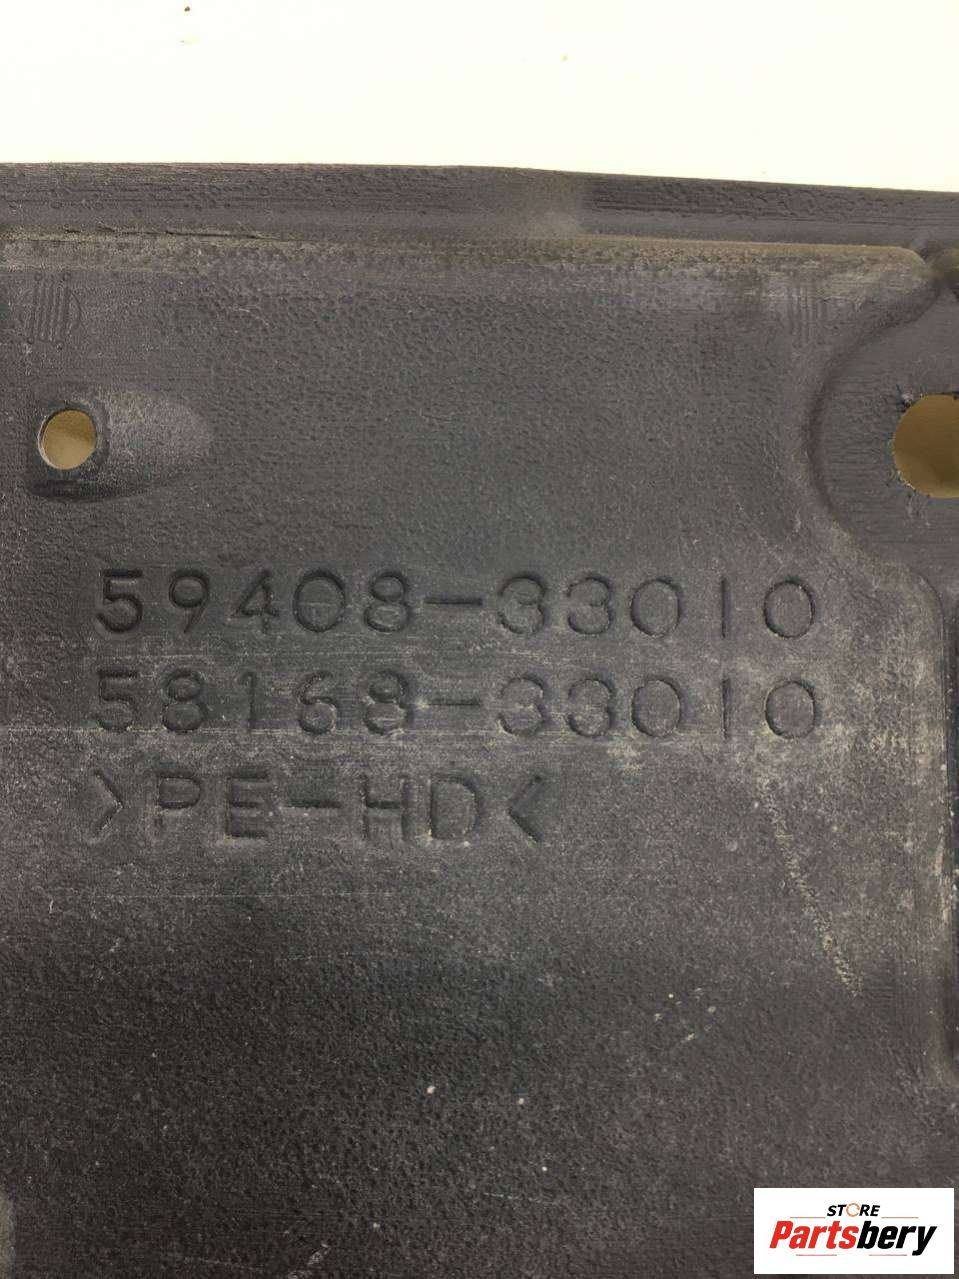 59408-33010
58168-33010
>PE-HD<
STORE
Partsbery